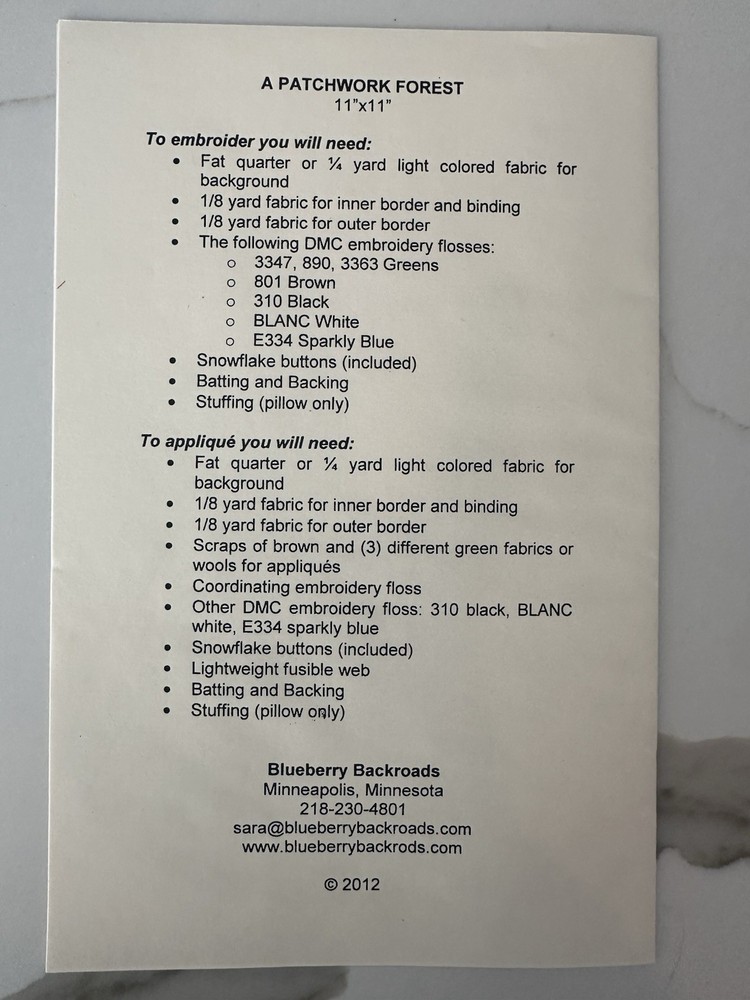 A PATCHWORK FOREST
11”x11”
To embroider you will need:
• Fat quarter or ¼ yard light colored fabric for
background
• 1/8 yard fabric for inner border and binding
• 1/8 yard fabric for outer border
• The following DMC embroidery flosses:
o 3347, 890, 3363 Greens
o 801 Brown
o 310 Black
o BLANC White
o E334 Sparkly Blue
• Snowflake buttons (included)
• Batting and Backing
• Stuffing (pillow only)
To appliqué you will need:
• Fat quarter or ¼ yard light colored fabric for
background
• 1/8 yard fabric for inner border and binding
• 1/8 yard fabric for outer border
• Scraps of brown and (3) different green fabrics or
wools for appliqués
• Coordinating embroidery floss
• Other DMC embroidery floss: 310 black, BLANC
white, E334 sparkly blue
• Snowflake buttons (included)
• Lightweight fusible web
• Batting and Backing
• Stuffing (pillow only)
Blueberry Backroads
Minneapolis, Minnesota
218-230-4801
sara@blueberrybackroads.com
www.blueberrybackrods.com
© 2012